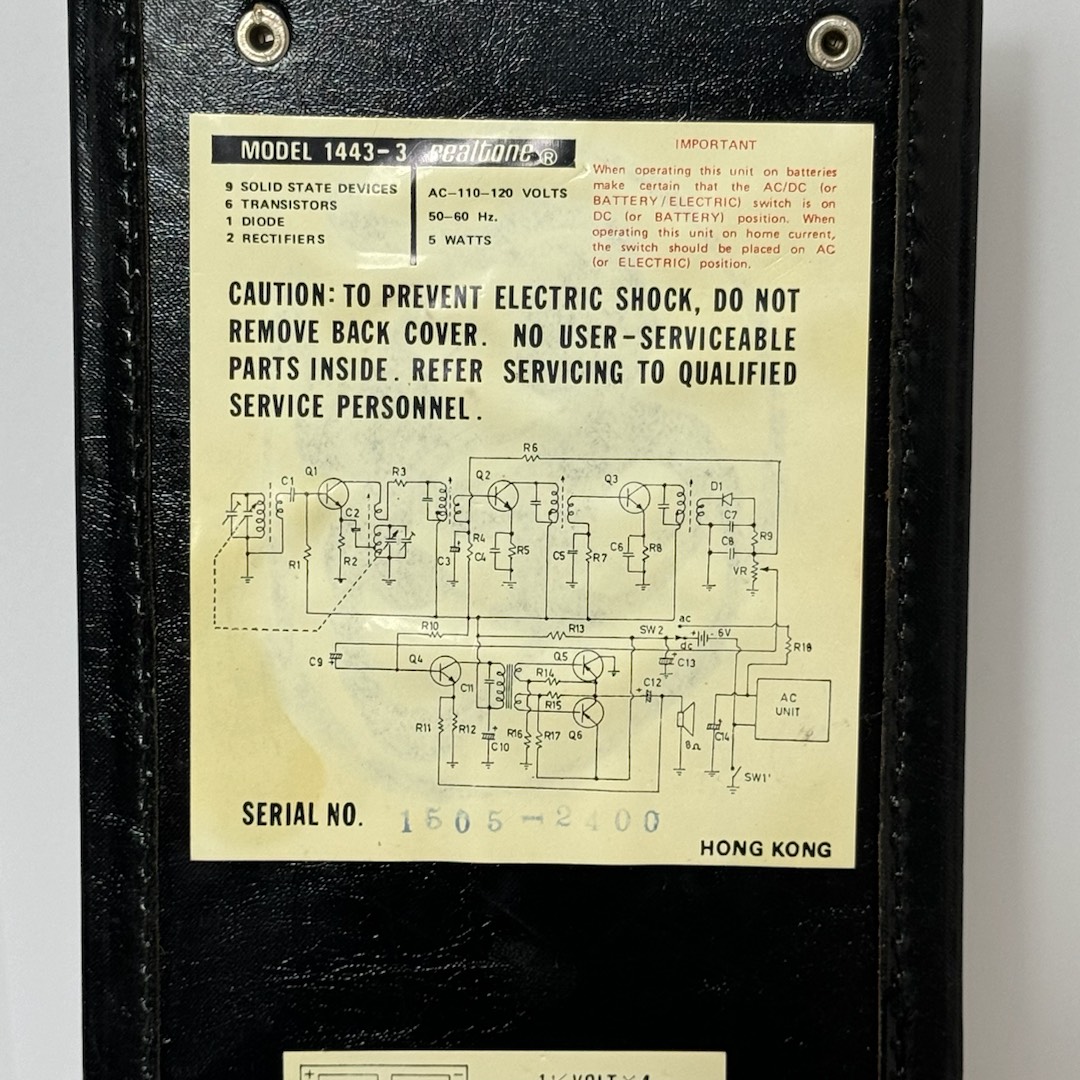 MODEL 1443-3 realtone®
9 SOLID STATE DEVICES
6 TRANSISTORS
1 DIODE
2 RECTIFIERS
AC-110-120 VOLTS
50-60 Hz.
5 WATTS
IMPORTANT
When operating this unit on batteries
make certain that the AC/DC (or
BATTERY/ELECTRIC) switch is on
DC (or BATTERY) position. When
operating this unit on home current,
the switch should be placed on AC
(or ELECTRIC) position.
CAUTION: TO PREVENT ELECTRIC SHOCK, DO NOT
REMOVE BACK COVER. NO USER-SERVICEABLE
PARTS INSIDE. REFER SERVICING TO QUALIFIED
SERVICE PERSONNEL.
R6
Q1 R3 Q2 Q3 D1
C1 C2 C7
R1 R2 C3 R4 C4 R5 C5 R7 C6 R8 C8 R9
VR
ac
R10 R13 SW2 dc + - 6V
C9 Q4 Q5 C13 R18
C11 R14 C12
R15 AC
UNIT
R11 R12 C10 R16 R17 Q6 8Ω C14
SW1'
SERIAL NO. 1505-2400
HONG KONG